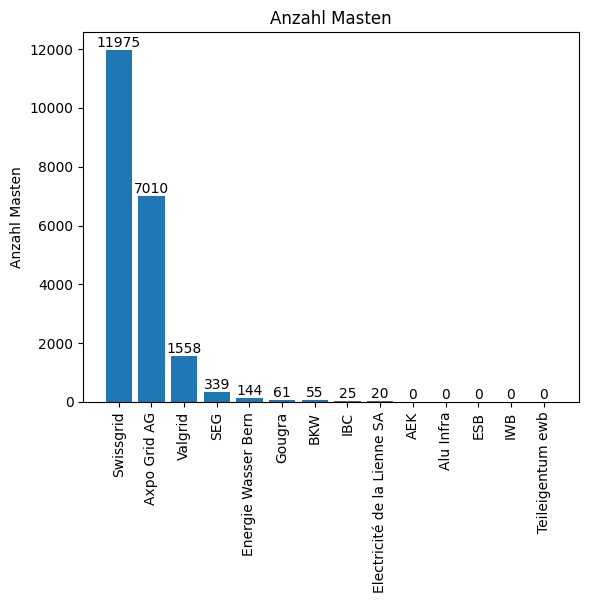 Anzahl Masten
Anzahl Masten
12000
10000
8000
6000
4000
2000
0
11975
7010
1558
339
144
61
55
25
20
0
0
0
0
0
Swissgrid
Axpo Grid AG
Valgrid
SEG
Energie Wasser Bern
Gougra
BKW
IBC
Electricité de la Lienne SA
AEK
Alu Infra
ESB
IWB
Teileigentum ewb